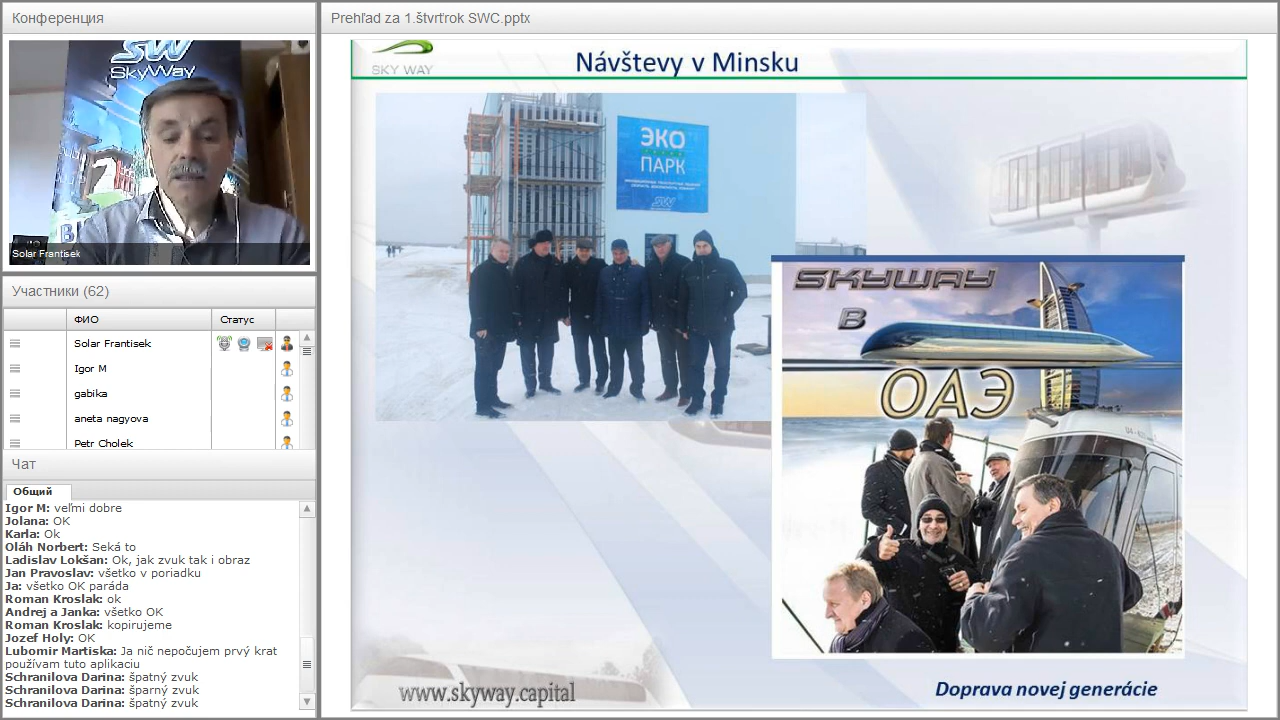 Конференция
SW
SKYWAY
Solar Frantisek
Участники (62)
ФИО
Статус
Solar Frantisek
Igor M
gabika
aneta nagyova
Petr Cholek
Чат
Общий
Igor M: veľmi dobre
Jolana: OK
Karla: Ok
Oláh Norbert: Seká to
Ladislav Lokšan: Ok, jak zvuk tak i obraz
Jan Pravoslav: všetko v poriadku
Ja: všetko OK paráda
Roman Kroslak: ok
Andrej a Janka: všetko OK
Roman Kroslak: kopirujeme
Jozef Holy: OK
Lubomir Martiska: Ja nič nepočujem prvý krat
používam tuto aplikaciu
Schranilova Darina: špatný zvuk
Schranilova Darina: šparný zvuk
Schranilova Darina: špatný zvuk
Prehľad za 1.štvrťrok SWC.pptx
SKY WAY
Návštevy v Minsku
ЭКО
ПАРК
SW
SKYWAY
В
ОАЭ
www.skyway.capital
Doprava novej generácie